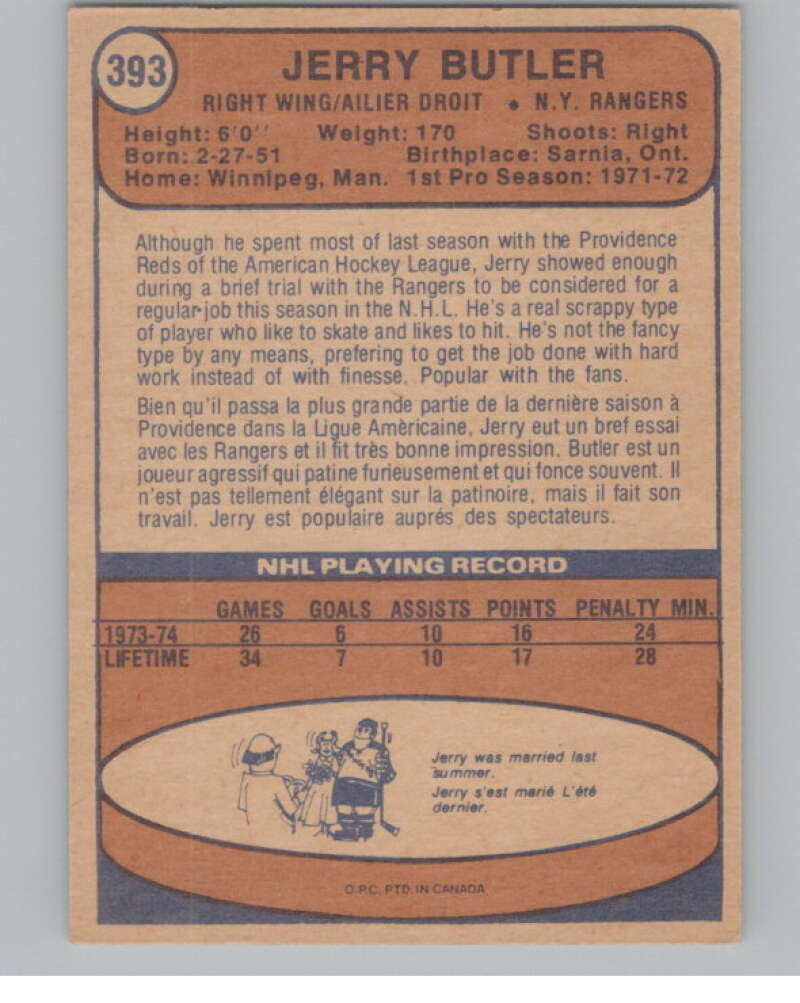 393
JERRY BUTLER
RIGHT WING/AILIER DROIT • N.Y. RANGERS
Height: 6'0'' Weight: 170 Shoots: Right
Born: 2-27-51 Birthplace: Sarnia, Ont.
Home: Winnipeg, Man. 1st Pro Season: 1971-72
Although he spent most of last season with the Providence
Reds of the American Hockey League, Jerry showed enough
during a brief trial with the Rangers to be considered for a
regular job this season in the N.H.L. He's a real scrappy type
of player who like to skate and likes to hit. He's not the fancy
type by any means, prefering to get the job done with hard
work instead of with finesse. Popular with the fans.
Bien qu'il passa la plus grande partie de la dernière saison à
Providence dans la Ligue Amèricaine, Jerry eut un bref essai
avec les Rangers et il fit très bonne impression. Butler est un
joueur agressif qui patine furieusement et qui fonce souvent. Il
n'est pas tellement élégant sur la patinoire, mais il fait son
travail. Jerry est populaire auprés des spectateurs.
NHL PLAYING RECORD
GAMES GOALS ASSISTS POINTS PENALTY MIN.
1973-74 26 6 10 16 24
LIFETIME 34 7 10 17 28
Jerry was married last
summer.
Jerry s'est marié L'été
dernier.
O.P.C. PTD. IN CANADA